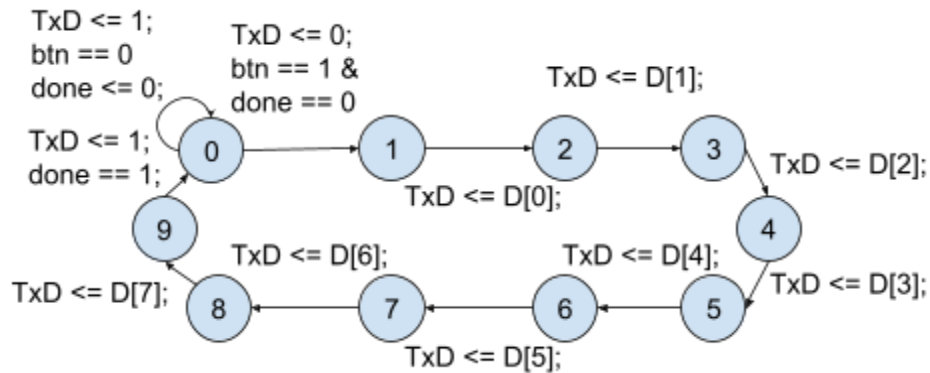 TxD <= 1;
btn == 0
done <= 0;
TxD <= 0;
btn == 1 &
done == 0
TxD <= D[1];
TxD <= 1;
done == 1;
0
1
2
3
TxD <= D[2];
TxD <= D[0];
9
4
TxD <= D[6];
TxD <= D[4];
TxD <= D[7];
TxD <= D[3];
8
7
6
5
TxD <= D[5];